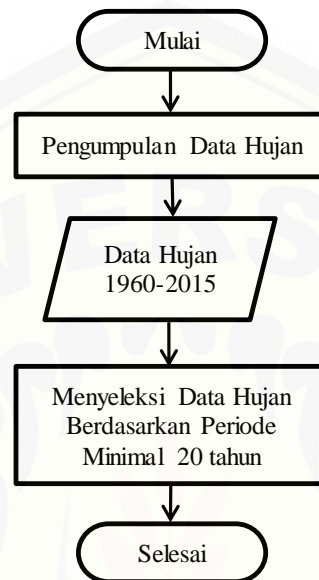 Mulai
Pengumpulan Data Hujan
Data Hujan
1960-2015
Menyeleksi Data Hujan
Berdasarkan Periode
Minimal 20 tahun
Selesai